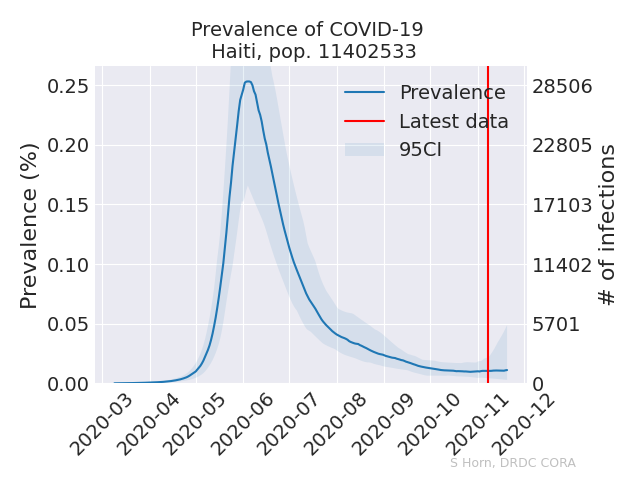 Prevalence of COVID-19
Haiti, pop. 11402533
Prevalence
Latest data
95CI
Prevalence (%)
0.25
0.20
0.15
0.10
0.05
0.00
28506
22805
17103
11402
5701
0
# of infections
2020-03
2020-04
2020-05
2020-06
2020-07
2020-08
2020-09
2020-10
2020-11
2020-12
S Horn, DRDC CORA